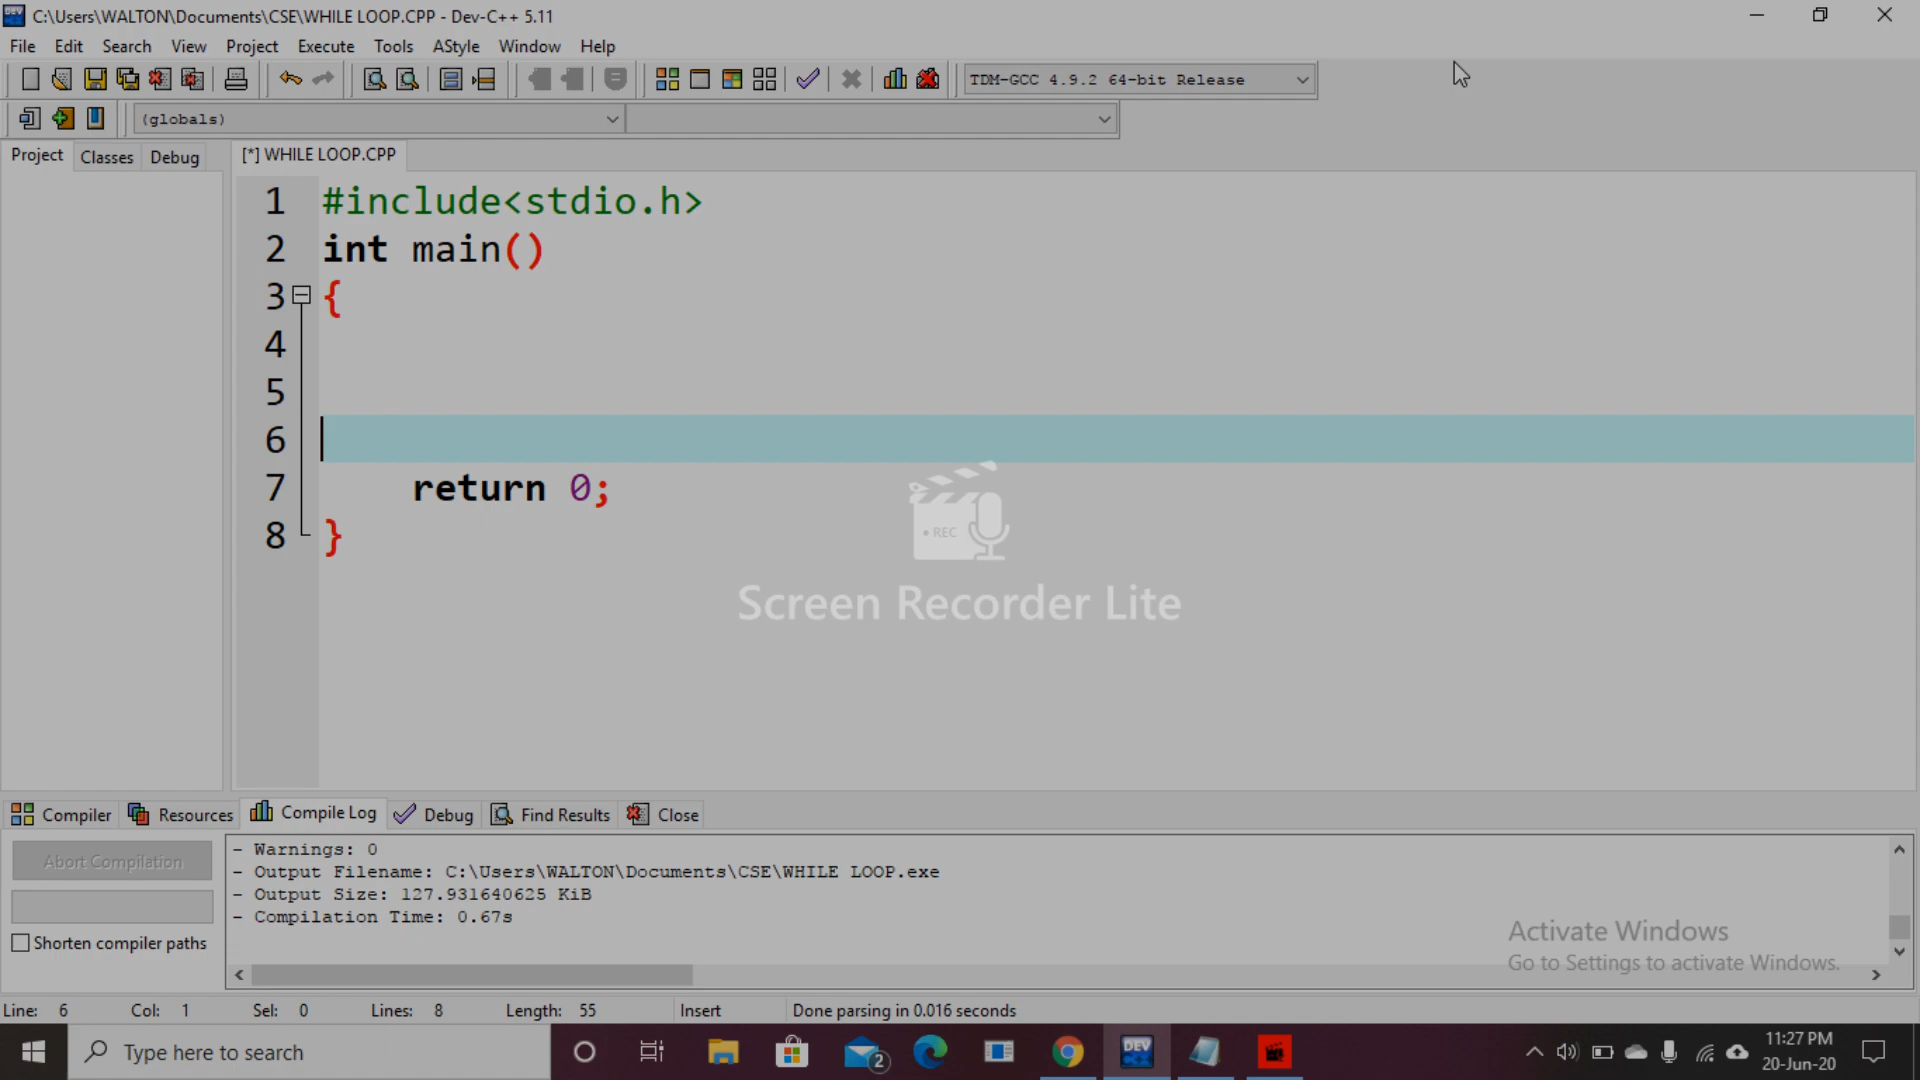 C:\Users\WALTON\Documents\CSE\WHILE LOOP.CPP - Dev-C++ 5.11
File Edit Search View Project Execute Tools AStyle Window Help
TDM-GCC 4.9.2 64-bit Release
(globals)
Project Classes Debug
[*] WHILE LOOP.CPP
1 #include<stdio.h>
2 int main()
3 {
4
5
6
7 return 0;
8 }
REC
Screen Recorder Lite
Compiler Resources Compile Log Debug Find Results Close
Abort Compilation
Shorten compiler paths
- Warnings: 0
- Output Filename: C:\Users\WALTON\Documents\CSE\WHILE LOOP.exe
- Output Size: 127.931640625 KiB
- Compilation Time: 0.67s
Activate Windows
Go to Settings to activate Windows.
Line: 6 Col: 1 Sel: 0 Lines: 8 Length: 55 Insert Done parsing in 0.016 seconds
Type here to search
2
DEV
11:27 PM
20-Jun-20